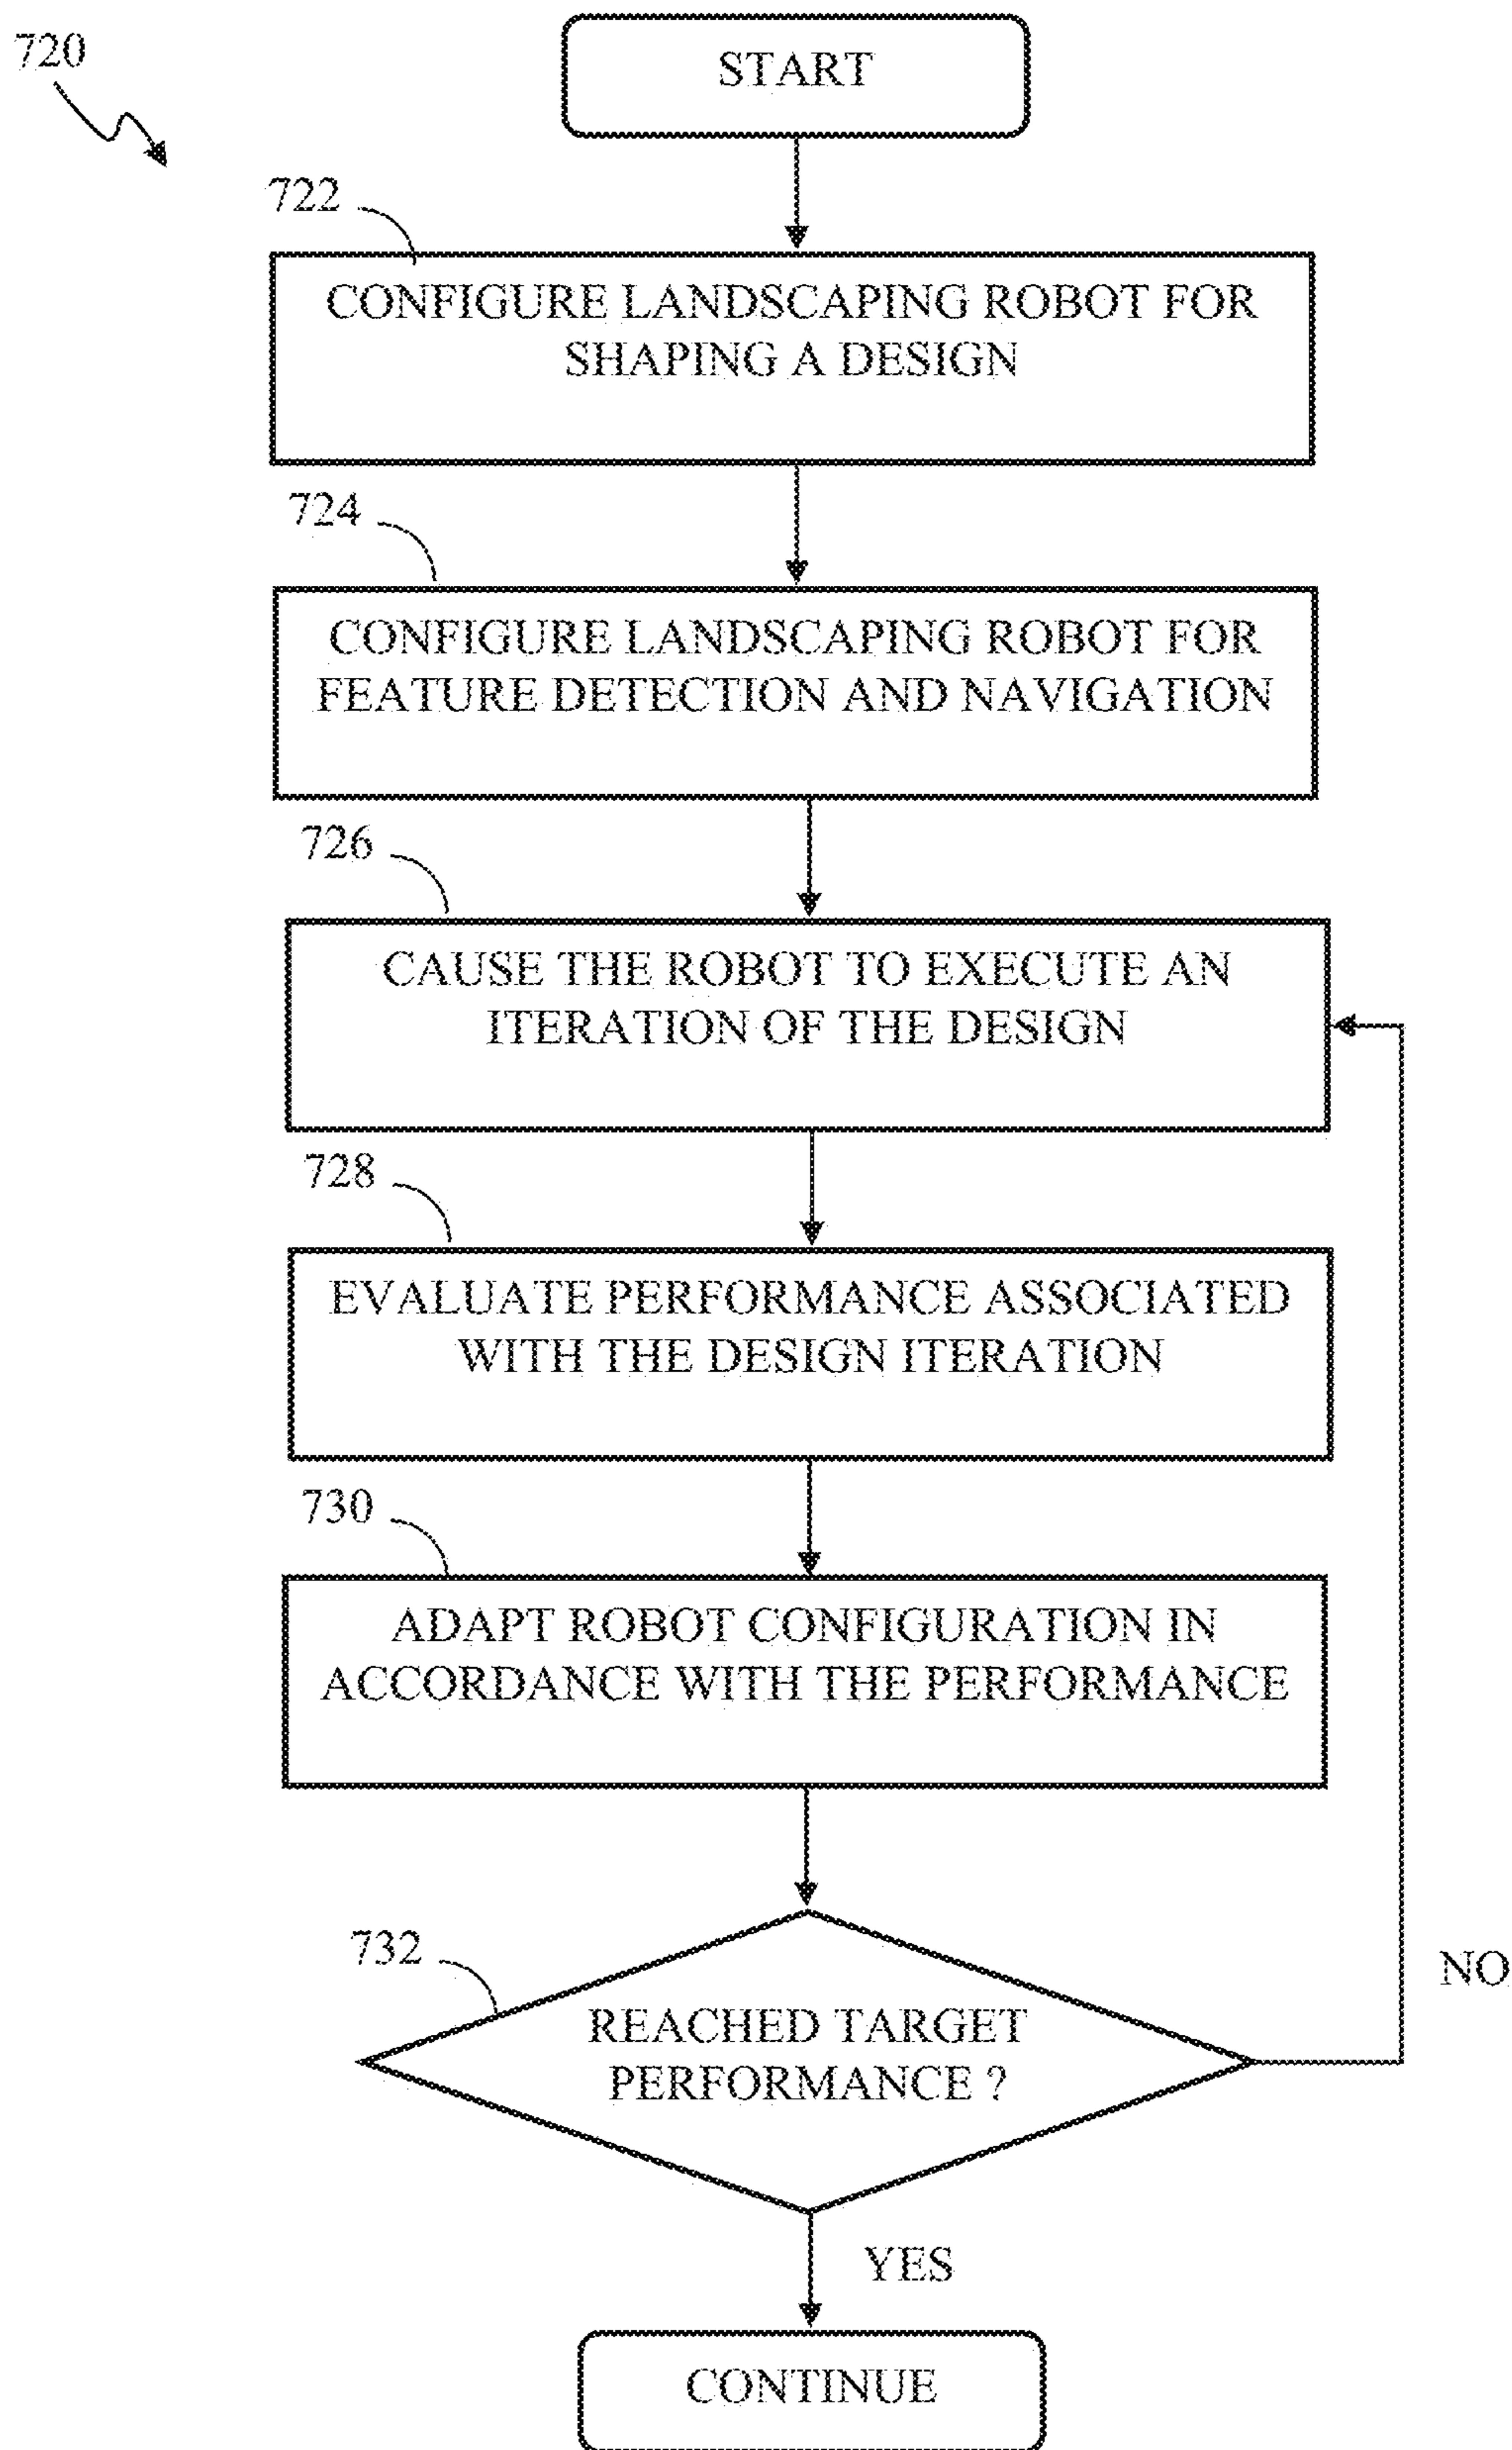 720
START
722
CONFIGURE LANDSCAPING ROBOT FOR
SHAPING A DESIGN
724
CONFIGURE LANDSCAPING ROBOT FOR
FEATURE DETECTION AND NAVIGATION
726
CAUSE THE ROBOT TO EXECUTE AN
ITERATION OF THE DESIGN
728
EVALUATE PERFORMANCE ASSOCIATED
WITH THE DESIGN ITERATION
730
ADAPT ROBOT CONFIGURATION IN
ACCORDANCE WITH THE PERFORMANCE
732
REACHED TARGET
PERFORMANCE ?
NO
YES
CONTINUE